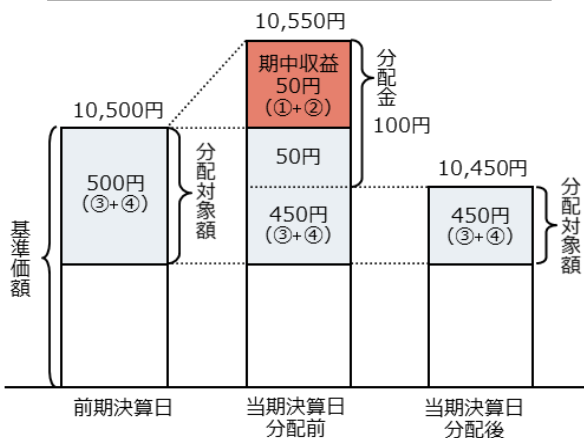 10,550円
期中収益
50円
(①+②)
分配金
100円
10,500円
50円
10,450円
500円
(③+④)
分配対象額
450円
(③+④)
450円
(③+④)
分配対象額
基準価額
前期決算日
当期決算日
分配前
当期決算日
分配後